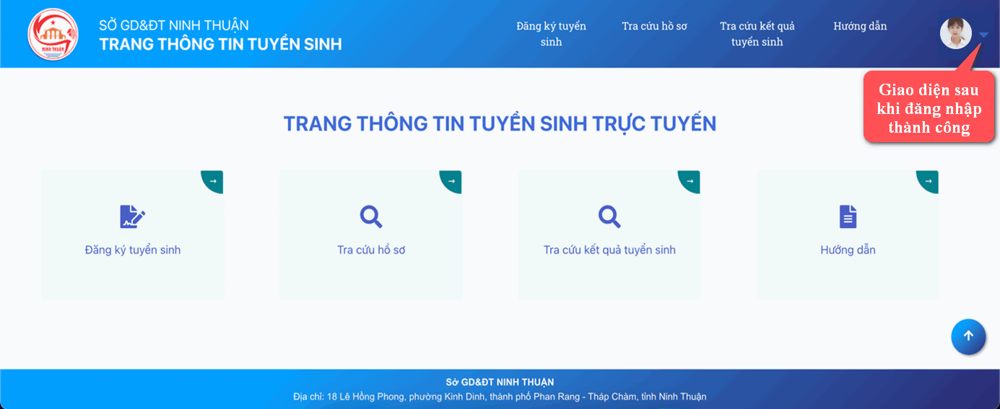 SỞ GD&ĐT NINH THUẬN
TRANG THÔNG TIN TUYỂN SINH
Đăng ký tuyển
sinh
Tra cứu hồ sơ
Tra cứu kết quả
tuyển sinh
Hướng dẫn
NINH THUẬN
Giao diện sau
khi đăng nhập
thành công
TRANG THÔNG TIN TUYỂN SINH TRỰC TUYẾN
Đăng ký tuyển sinh
Tra cứu hồ sơ
Tra cứu kết quả tuyển sinh
Hướng dẫn
Sở GD&ĐT NINH THUẬN
Địa chỉ: 18 Lê Hồng Phong, phường Kinh Dinh, thành phố Phan Rang - Tháp Chàm, tỉnh Ninh Thuận